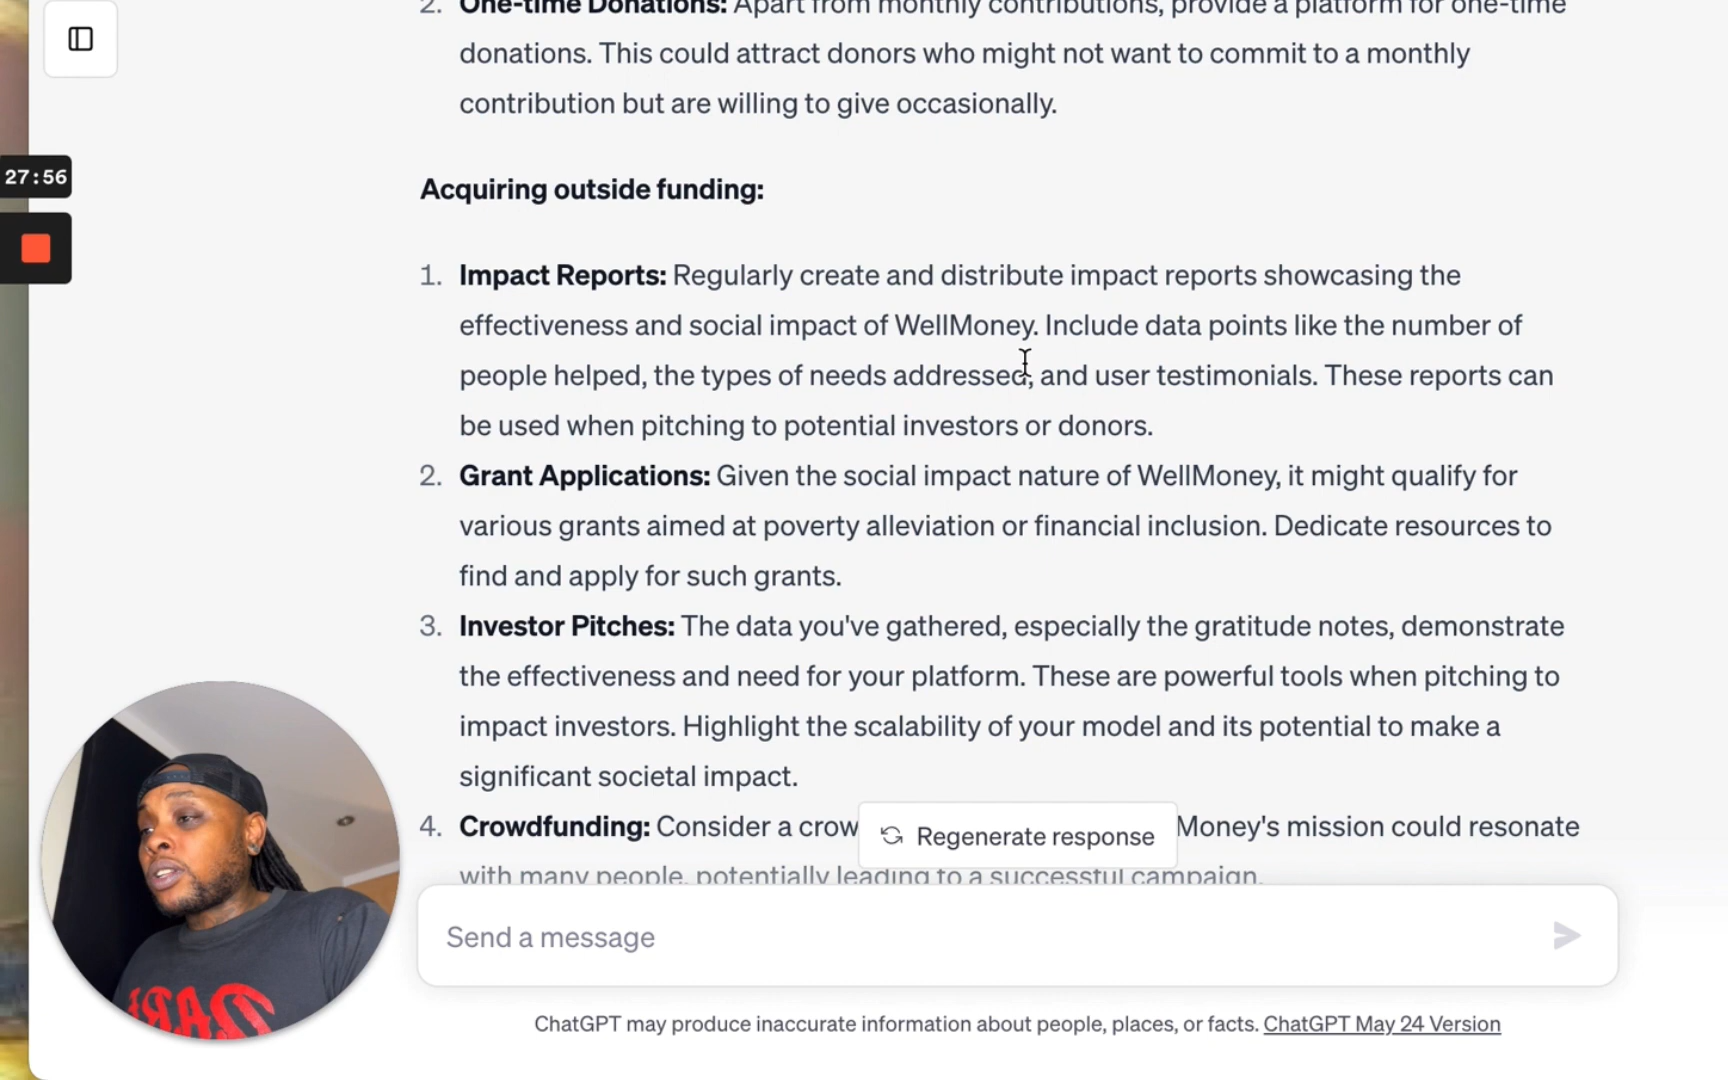 2. One-time Donations: Apart from monthly contributions, provide a platform for one-time
donations. This could attract donors who might not want to commit to a monthly
contribution but are willing to give occasionally.
27:56
Acquiring outside funding:
1. Impact Reports: Regularly create and distribute impact reports showcasing the
effectiveness and social impact of WellMoney. Include data points like the number of
people helped, the types of needs addressed, and user testimonials. These reports can
be used when pitching to potential investors or donors.
2. Grant Applications: Given the social impact nature of WellMoney, it might qualify for
various grants aimed at poverty alleviation or financial inclusion. Dedicate resources to
find and apply for such grants.
3. Investor Pitches: The data you've gathered, especially the gratitude notes, demonstrate
the effectiveness and need for your platform. These are powerful tools when pitching to
impact investors. Highlight the scalability of your model and its potential to make a
significant societal impact.
4. Crowdfunding: Consider a crow Money's mission could resonate
Regenerate response
with many people, potentially leading to a successful campaign.
Send a message
ChatGPT may produce inaccurate information about people, places, or facts. ChatGPT May 24 Version